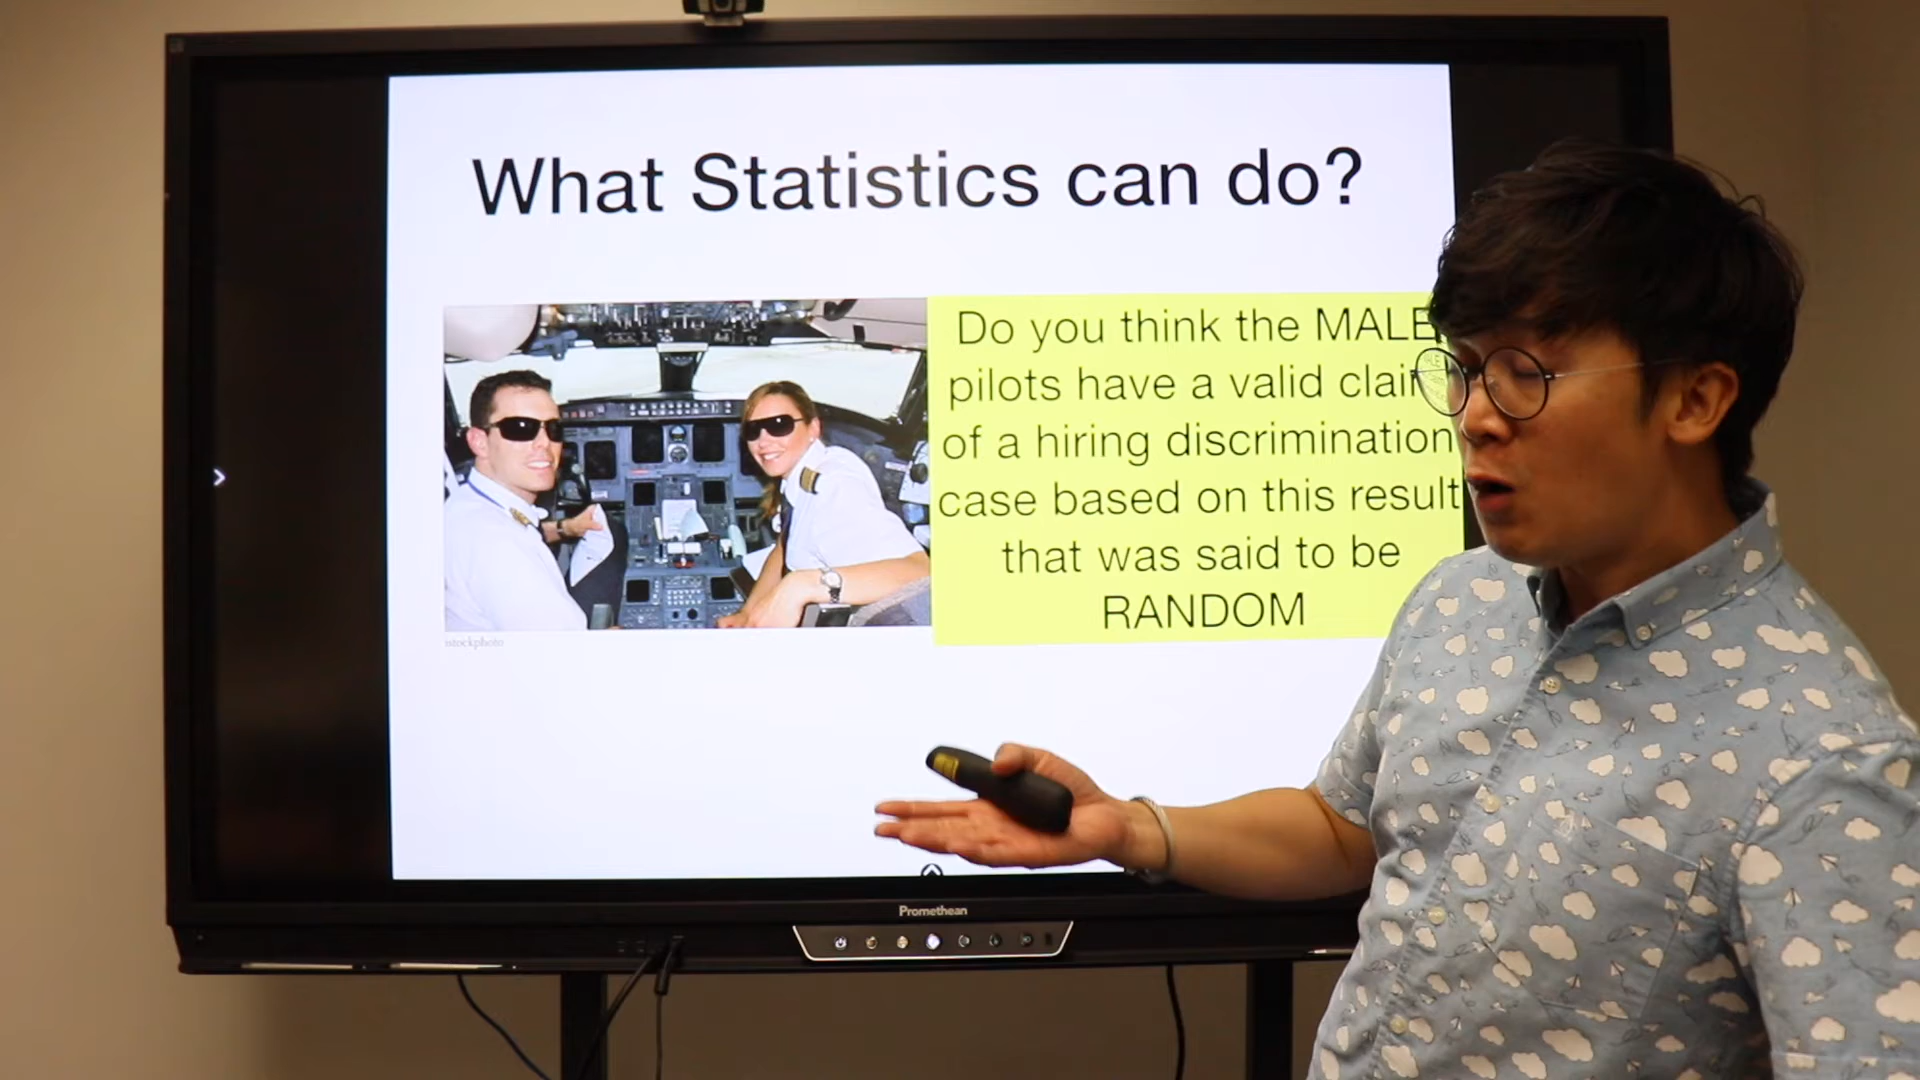 What Statistics can do?
Do you think the MALE
pilots have a valid clai
of a hiring discrimination
case based on this result
that was said to be
RANDOM
istockphoto
Promethean